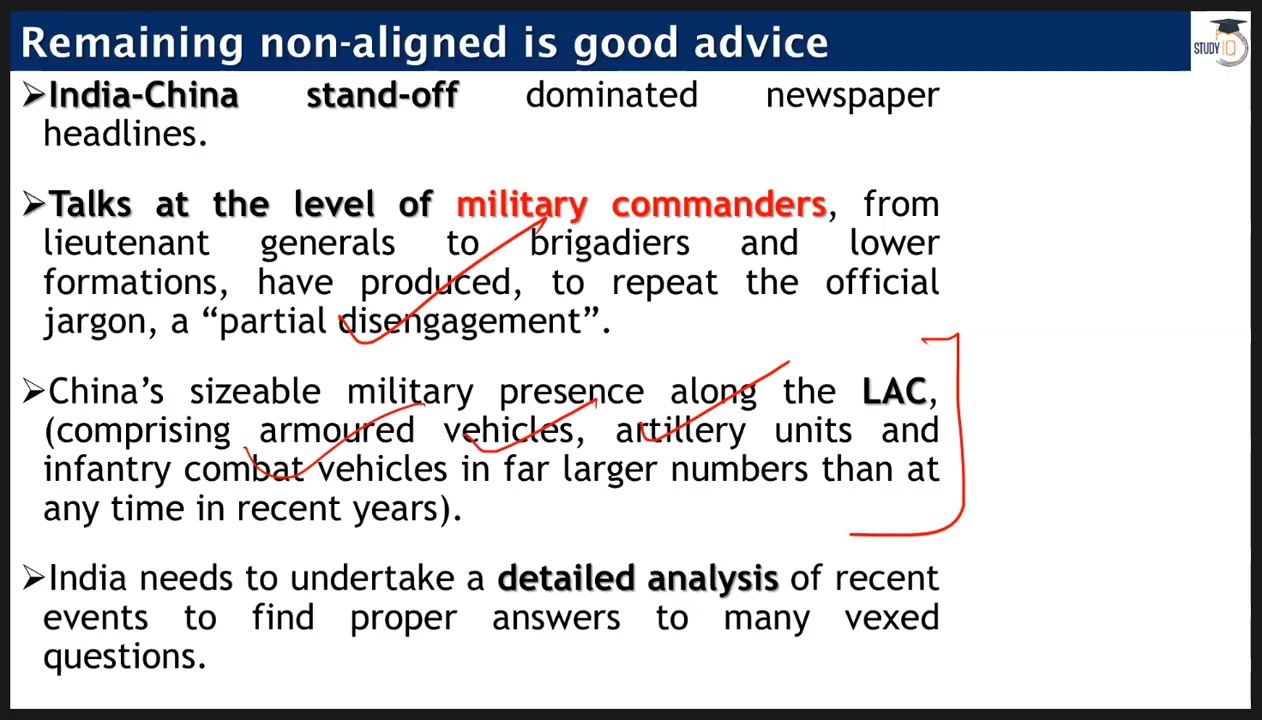 Remaining non-aligned is good advice
STUDY IQ
➢India-China stand-off dominated newspaper
headlines.
➢Talks at the level of military commanders, from
lieutenant generals to brigadiers and lower
formations, have produced, to repeat the official
jargon, a “partial disengagement”.
➢China’s sizeable military presence along the LAC,
(comprising armoured vehicles, artillery units and
infantry combat vehicles in far larger numbers than at
any time in recent years).
➢India needs to undertake a detailed analysis of recent
events to find proper answers to many vexed
questions.